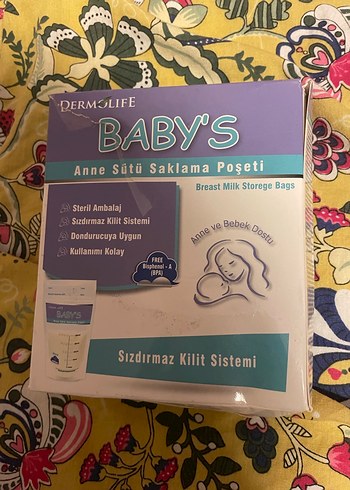 DERMOLIFE
BABY'S
Anne Sütü Saklama Poşeti
Breast Milk Storege Bags
Steril Ambalaj
Sızdırmaz Kilit Sistemi
Dondurucuya Uygun
Kullanımı Kolay
FREE
Bisphenol - A
(BPA)
Anne ve Bebek Dostu
BABY'S
Sızdırmaz Kilit Sistemi